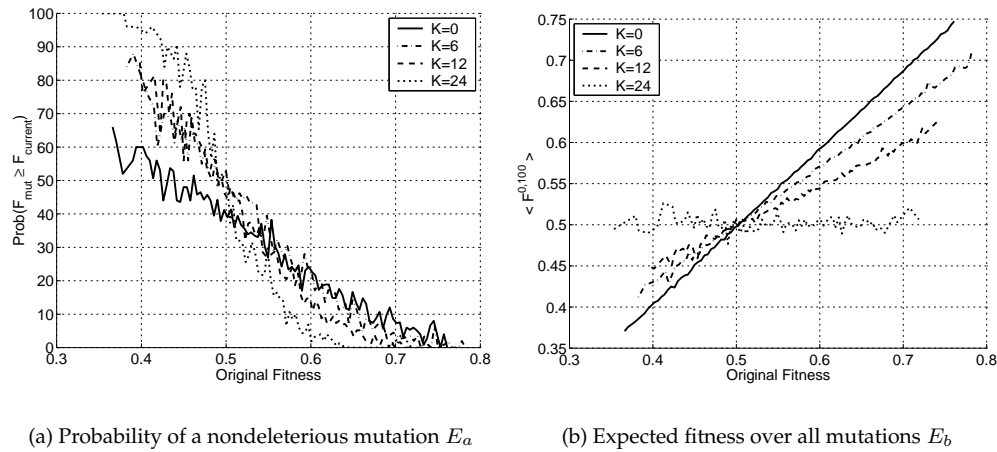 100
90
80
70
60
50
40
30
20
10
0
Prob(F_mut ≥ F_current)
K=0
K=6
K=12
K=24
0.3 0.4 0.5 0.6 0.7 0.8
Original Fitness
(a) Probability of a nondeleterious mutation E_a
0.75
0.7
0.65
0.6
0.55
0.5
0.45
0.4
0.35
< F^0,100 >
K=0
K=6
K=12
K=24
0.3 0.4 0.5 0.6 0.7 0.8
Original Fitness
(b) Expected fitness over all mutations E_b